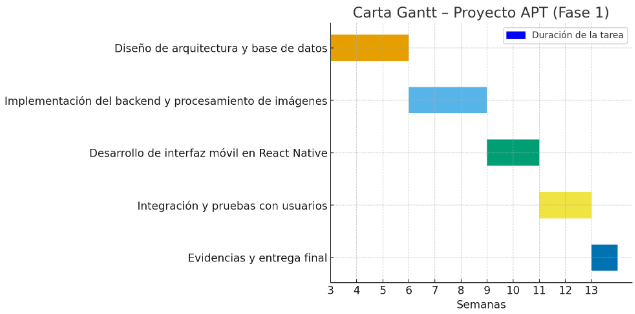 Carta Gantt – Proyecto APT (Fase 1)
Duración de la tarea
Diseño de arquitectura y base de datos
Implementación del backend y procesamiento de imágenes
Desarrollo de interfaz móvil en React Native
Integración y pruebas con usuarios
Evidencias y entrega final
3 4 5 6 7 8 9 10 11 12 13
Semanas